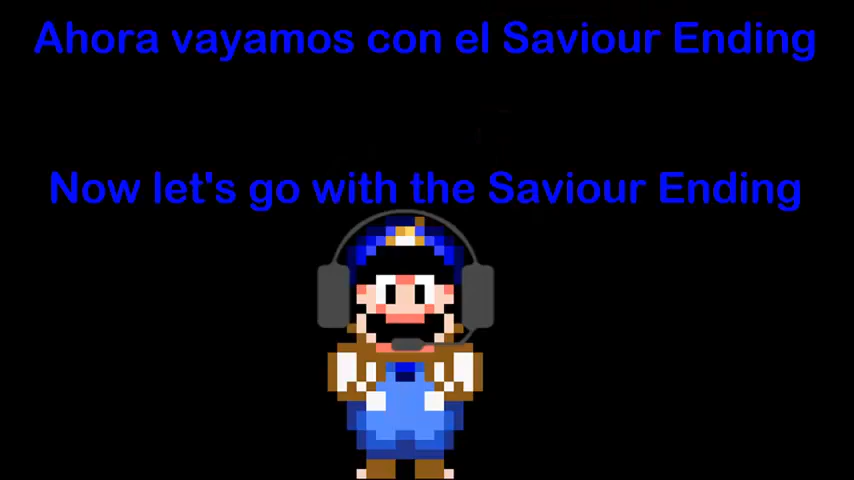 Ahora vayamos con el Saviour Ending
Now let's go with the Saviour Ending